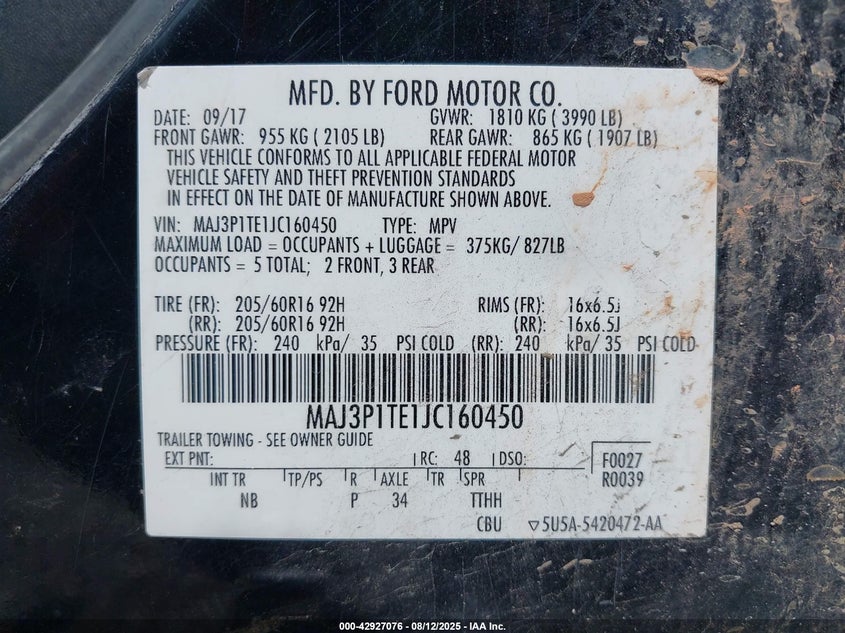 MFD. BY FORD MOTOR CO.
DATE: 09/17 GVWR: 1810 KG ( 3990 LB)
FRONT GAWR: 955 KG ( 2105 LB) REAR GAWR: 865 KG ( 1907 LB)
THIS VEHICLE CONFORMS TO ALL APPLICABLE FEDERAL MOTOR
VEHICLE SAFETY AND THEFT PREVENTION STANDARDS
IN EFFECT ON THE DATE OF MANUFACTURE SHOWN ABOVE.
VIN: MAJ3P1TE1JC160450 TYPE: MPV
MAXIMUM LOAD = OCCUPANTS + LUGGAGE = 375KG/ 827LB
OCCUPANTS = 5 TOTAL; 2 FRONT, 3 REAR
TIRE (FR): 205/60R16 92H RIMS (FR): 16x6.5J
(RR): 205/60R16 92H (RR): 16x6.5J
PRESSURE (FR): 240 kPa/ 35 PSI COLD (RR): 240 kPa/ 35 PSI COLD
MAJ3P1TE1JC160450
TRAILER TOWING - SEE OWNER GUIDE
EXT PNT: RC: 48 DSO: F0027
INT TR TP/PS R AXLE TR SPR R0039
NB P 34 TTHH
CBU ▽5U5A-5420472-AA
000-42927076 - 08/12/2025 - IAA Inc.